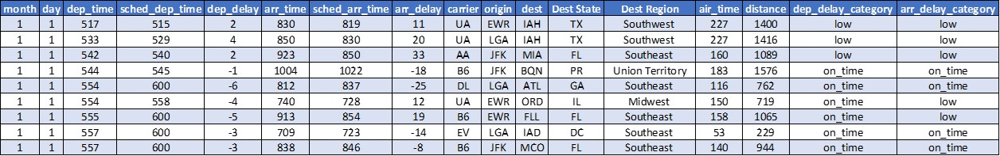 month day dep_time sched_dep_time dep_delay arr_time sched_arr_time arr_delay carrier origin dest Dest State Dest Region air_time distance dep_delay_category arr_delay_category
1 1 517 515 2 830 819 11 UA EWR IAH TX Southwest 227 1400 low low
1 1 533 529 4 850 830 20 UA LGA IAH TX Southwest 227 1416 low low
1 1 542 540 2 923 850 33 AA JFK MIA FL Southeast 160 1089 low low
1 1 544 545 -1 1004 1022 -18 B6 JFK BQN PR Union Territory 183 1576 on_time on_time
1 1 554 600 -6 812 837 -25 DL LGA ATL GA Southeast 116 762 on_time on_time
1 1 554 558 -4 740 728 12 UA EWR ORD IL Midwest 150 719 on_time low
1 1 555 600 -5 913 854 19 B6 EWR FLL FL Southeast 158 1065 on_time low
1 1 557 600 -3 709 723 -14 EV LGA IAD DC Southeast 53 229 on_time on_time
1 1 557 600 -3 838 846 -8 B6 JFK MCO FL Southeast 140 944 on_time on_time